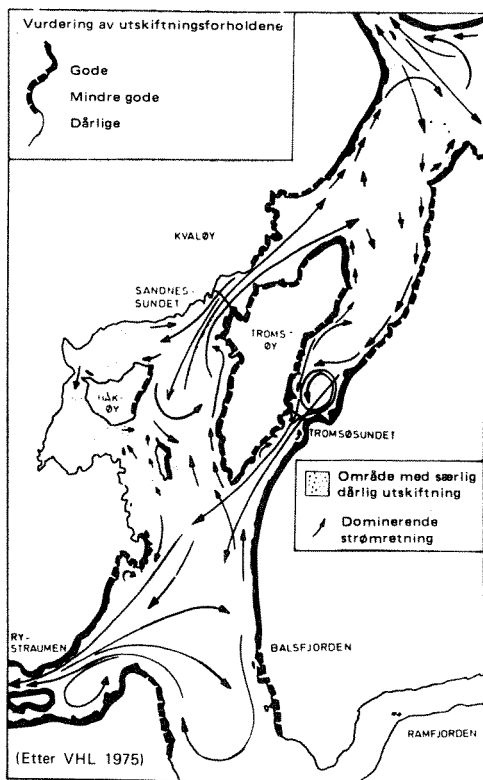 Vurdering av utskiftningsforholdene
Gode
Mindre gode
Dårlige
KVALØY
SANDNES-
SUNDET
TROMS-
ØY
HÅK-
ØY
TROMSØSUNDET
Område med særlig
dårlig utskiftning
Dominerende
strømretning
RY-
STRAUMEN
BALSFJORDEN
RAMFJORDEN
(Etter VHL 1975)